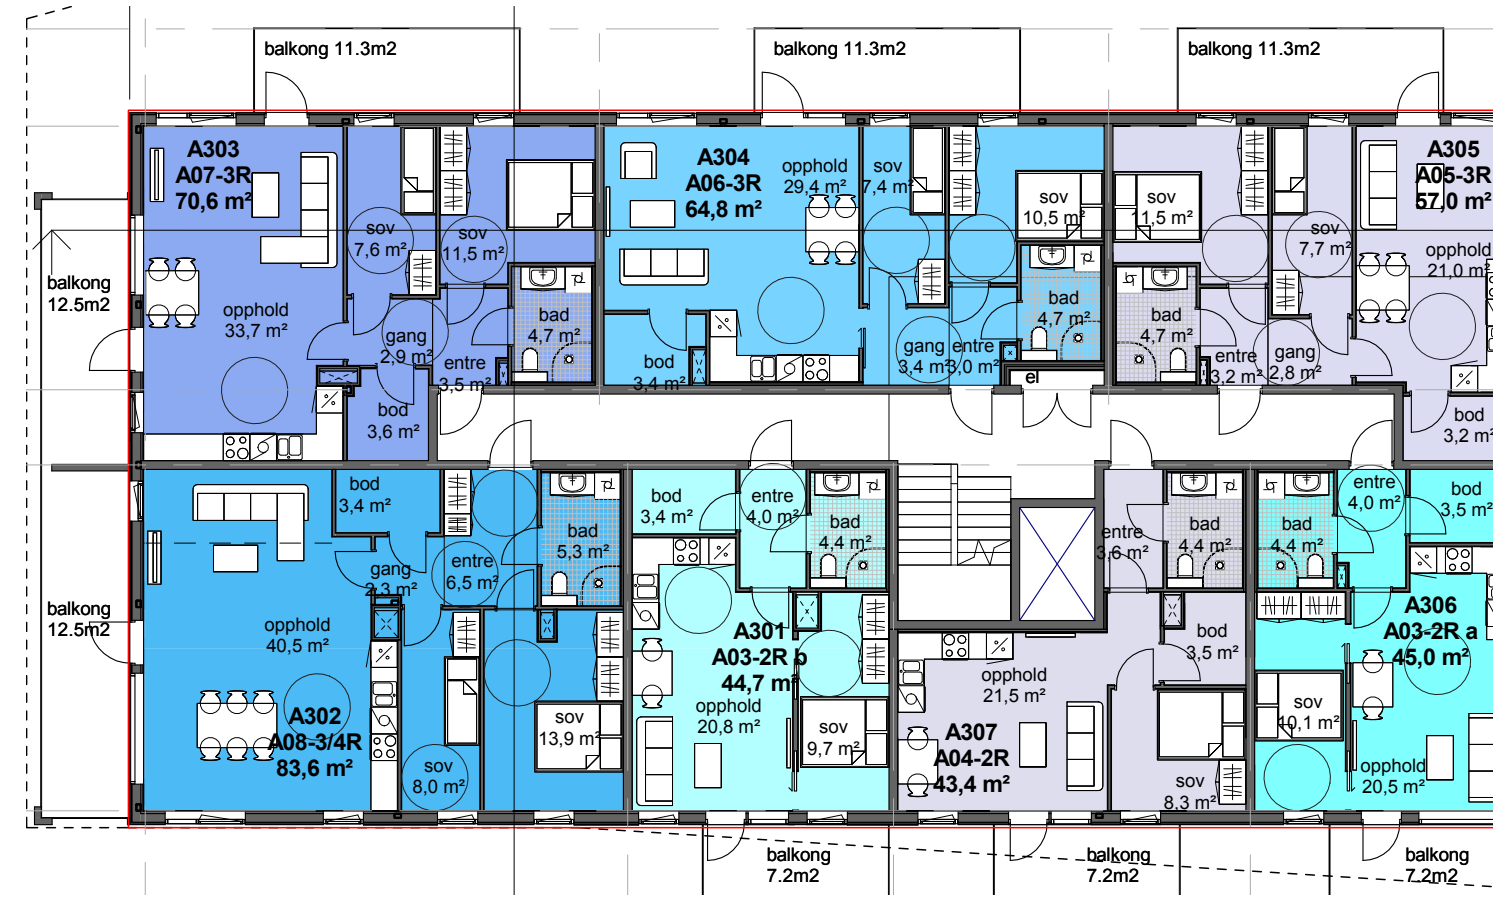 balkong 11.3m2
balkong 11.3m2
balkong 11.3m2
A303
A07-3R
70,6 m²
sov
7,6 m²
sov
11,5 m²
opphold
33,7 m²
gang
2,9 m²
entre
3,5 m²
bad
4,7 m²
bod
3,6 m²
A304
A06-3R
64,8 m²
opphold
29,4 m²
sov
7,4 m²
sov
10,5 m²
bad
4,7 m²
bod
3,4 m²
gang
3,4 m²
entre
3,0 m²
el
A305
A05-3R
57,0 m²
sov
11,5 m²
sov
7,7 m²
opphold
21,0 m²
bad
4,7 m²
entre
3,2 m²
gang
2,8 m²
bod
3,2 m²
balkong
12.5m2
balkong
12.5m2
bod
3,4 m²
gang
2,3 m²
entre
6,5 m²
bad
5,3 m²
opphold
40,5 m²
A302
A08-3/4R
83,6 m²
sov
8,0 m²
sov
13,9 m²
bod
3,4 m²
entre
4,0 m²
bad
4,4 m²
A301
A03-2R b
44,7 m²
opphold
20,8 m²
sov
9,7 m²
entre
3,6 m²
bad
4,4 m²
bod
3,5 m²
opphold
21,5 m²
A307
A04-2R
43,4 m²
sov
8,3 m²
bad
4,4 m²
entre
4,0 m²
bod
3,5 m²
A306
A03-2R a
45,0 m²
sov
10,1 m²
opphold
20,5 m²
balkong
7.2m2
balkong
7.2m2
balkong
7.2m2